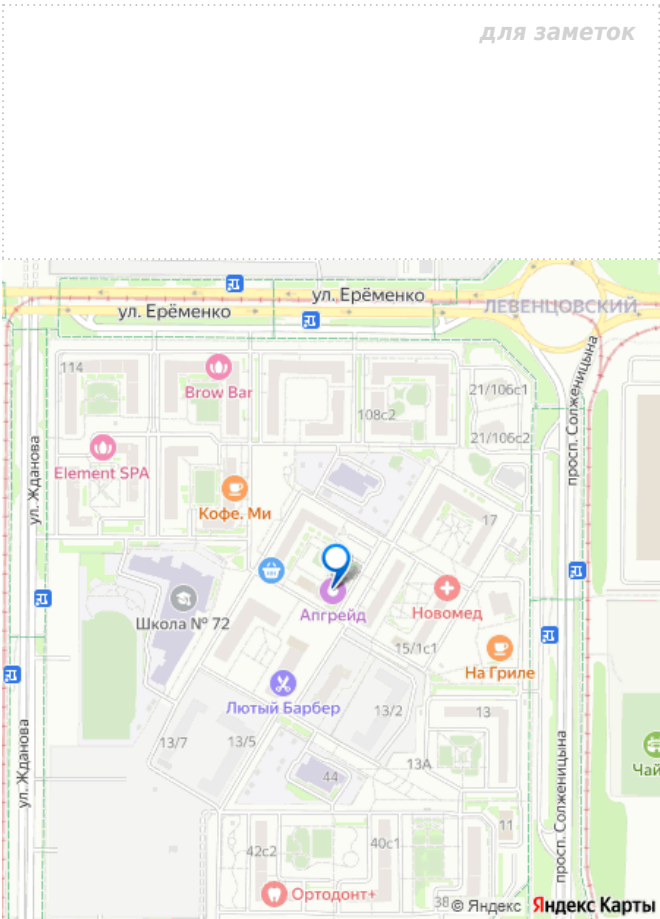 для заметок
ул. Ерёменко
ул. Ерёменко
ЛЕВЕНЦОВСКИЙ
114
Brow Bar
108с2
21/106с1
21/106с2
просп. Солженицына
ул. Жданова
Element SPA
Кофе. Ми
17
Школа № 72
Апгрейд
Новомед
15/1с1
На Гриле
Лютый Барбер
13/7
13/5
13/2
13
13А
44
Чай
ул. Жданова
просп. Солженицына
11
42с2
40с1
Ортодонт+
38
© Яндекс
Яндекс Карты